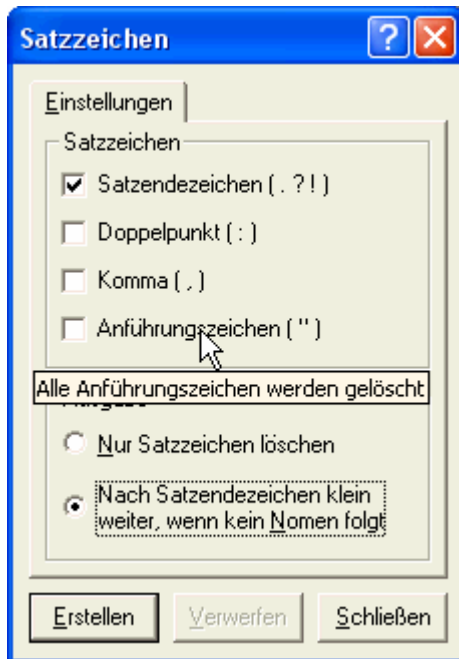 Satzzeichen
Einstellungen
Satzzeichen
Satzendezeichen ( . ? ! )
Doppelpunkt ( : )
Komma ( , )
Anführungszeichen ( " )
Alle Anführungszeichen werden gelöscht
Nur Satzzeichen löschen
Nach Satzendezeichen klein
weiter, wenn kein Nomen folgt
Erstellen Verwerfen Schließen